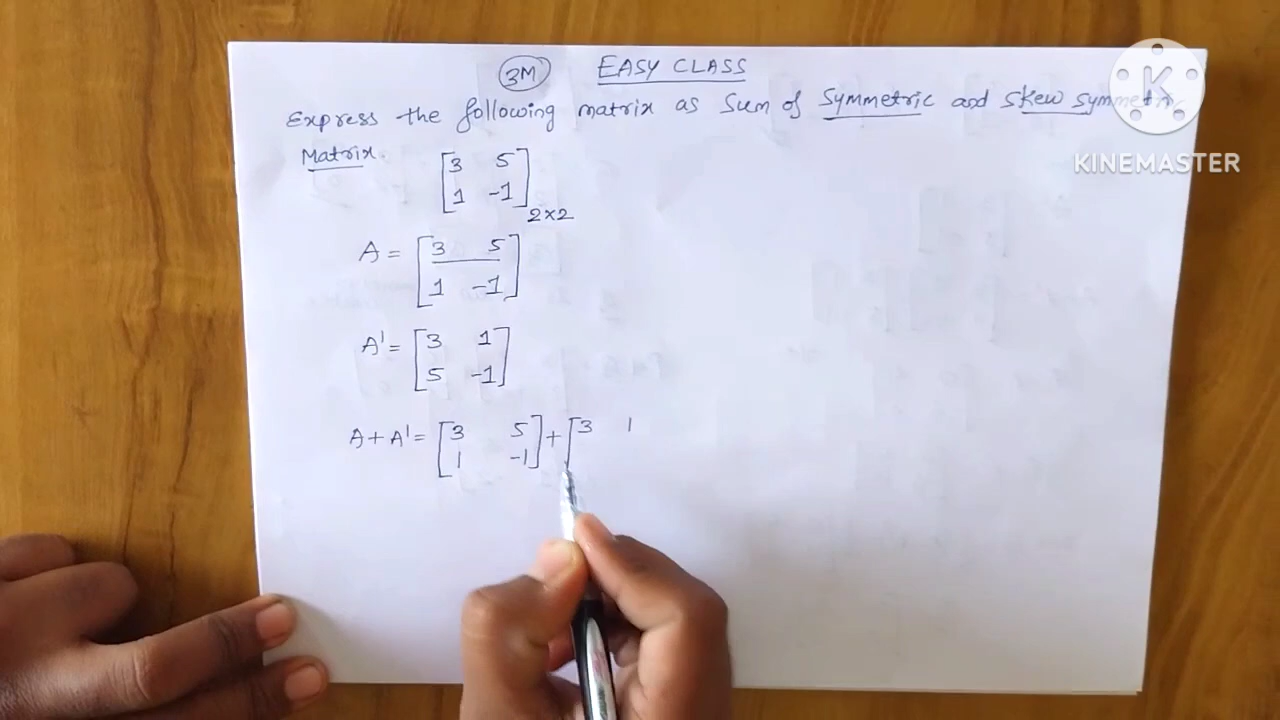 3M EASY CLASS
Express the following matrix as sum of symmetric and skew symmetric
Matrix.
[3 5
1 -1] 2×2
A = [3 5
1 -1]
A' = [3 1
5 -1]
A + A' = [3 5
1 -1] + [3 1
K
KINEMASTER